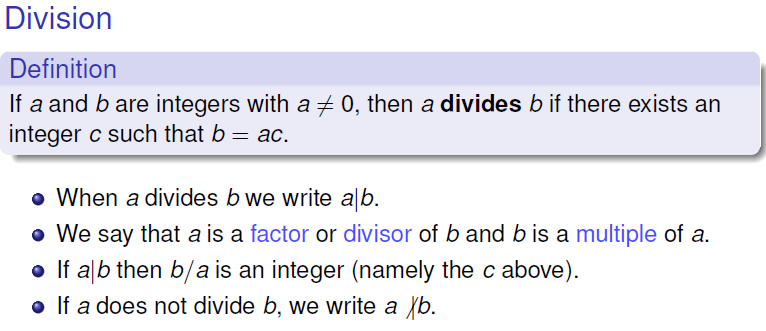 Division
Definition
If a and b are integers with a ≠ 0, then a divides b if there exists an
integer c such that b = ac.
When a divides b we write a|b.
We say that a is a factor or divisor of b and b is a multiple of a.
If a|b then b/a is an integer (namely the c above).
If a does not divide b, we write a ∤b.